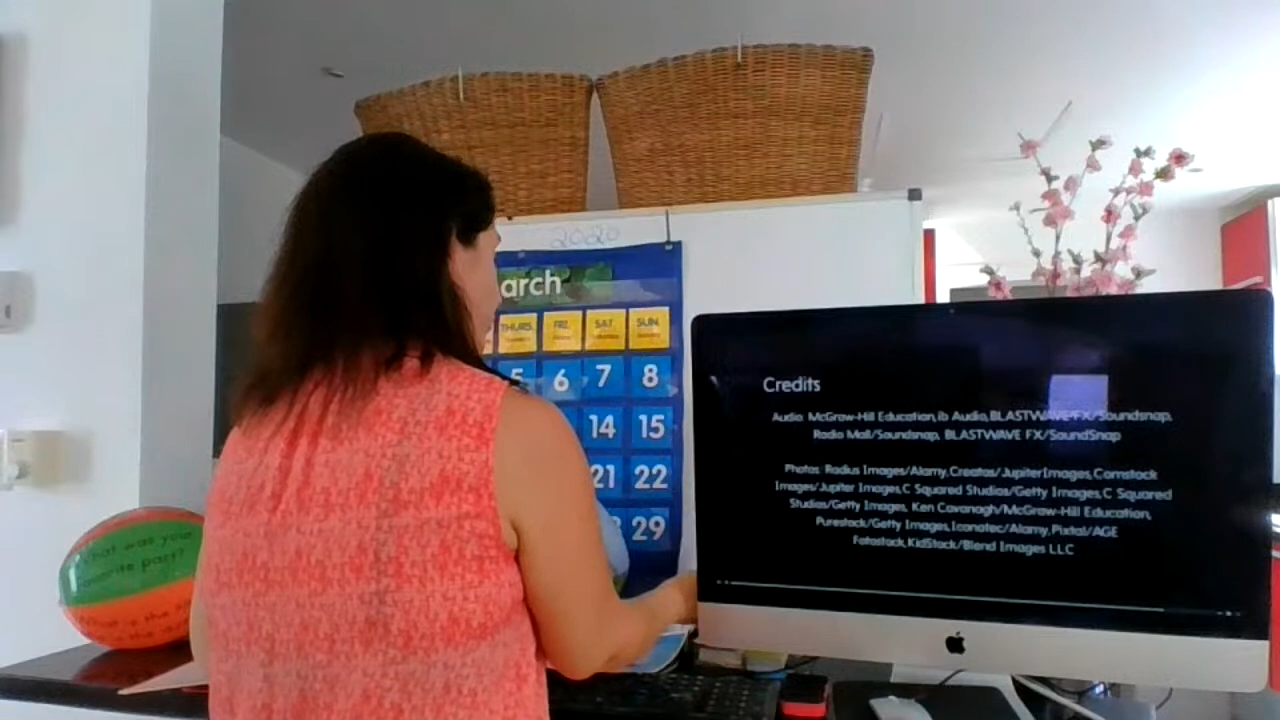 2020
arch
THURS. FRI. SAT. SUN.
5 6 7 8
14 15
21 22
29
What was your
favorite part?
Credits
Audio: McGraw-Hill Education, ib Audio, BLASTWAVE FX/Soundsnap,
Radio Mall/Soundsnap, BLASTWAVE FX/SoundSnap
Photos: Radius Images/Alamy, Creatas/JupiterImages, Comstock
Images/Jupiter Images, C Squared Studios/Getty Images, C Squared
Studios/Getty Images, Ken Cavanagh/McGraw-Hill Education,
Purestock/Getty Images, Iconotec/Alamy, Pixtal/AGE
Fotostock, KidStock/Blend Images LLC